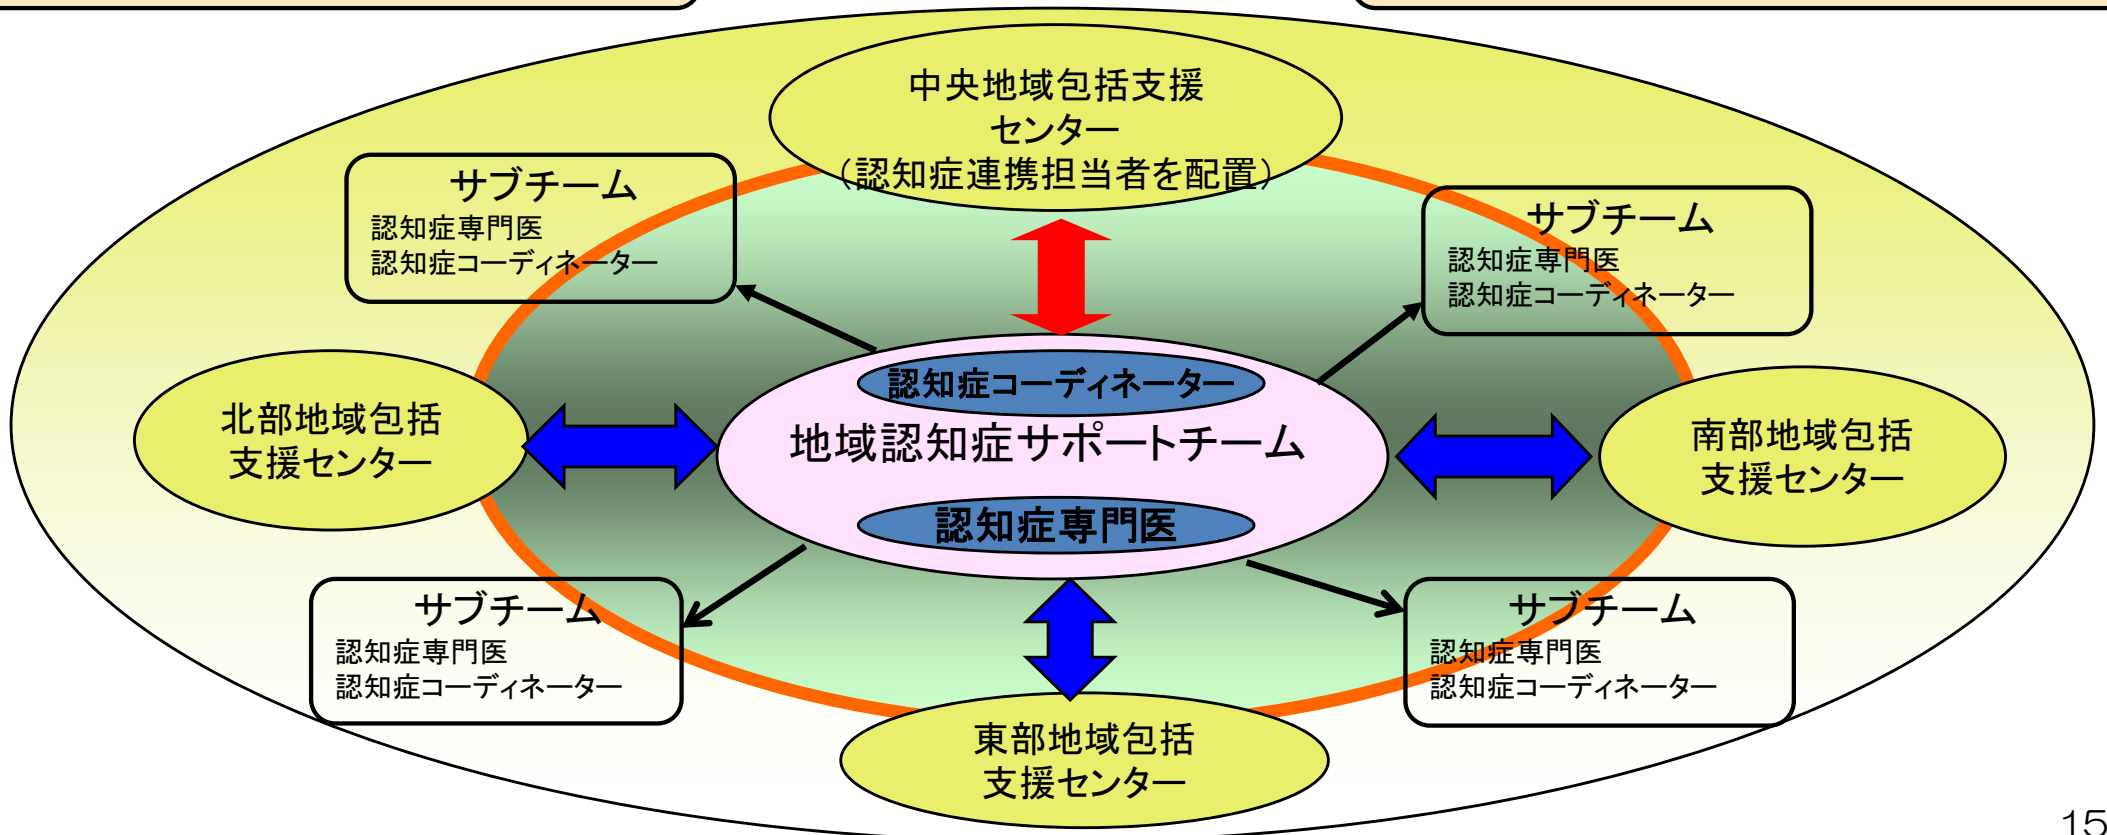 中央地域包括支援
センター
（認知症連携担当者を配置）
サブチーム
認知症専門医
認知症コーディネーター
サブチーム
認知症専門医
認知症コーディネーター
認知症コーディネーター
地域認知症サポートチーム
認知症専門医
北部地域包括
支援センター
南部地域包括
支援センター
サブチーム
認知症専門医
認知症コーディネーター
サブチーム
認知症専門医
認知症コーディネーター
東部地域包括
支援センター
15